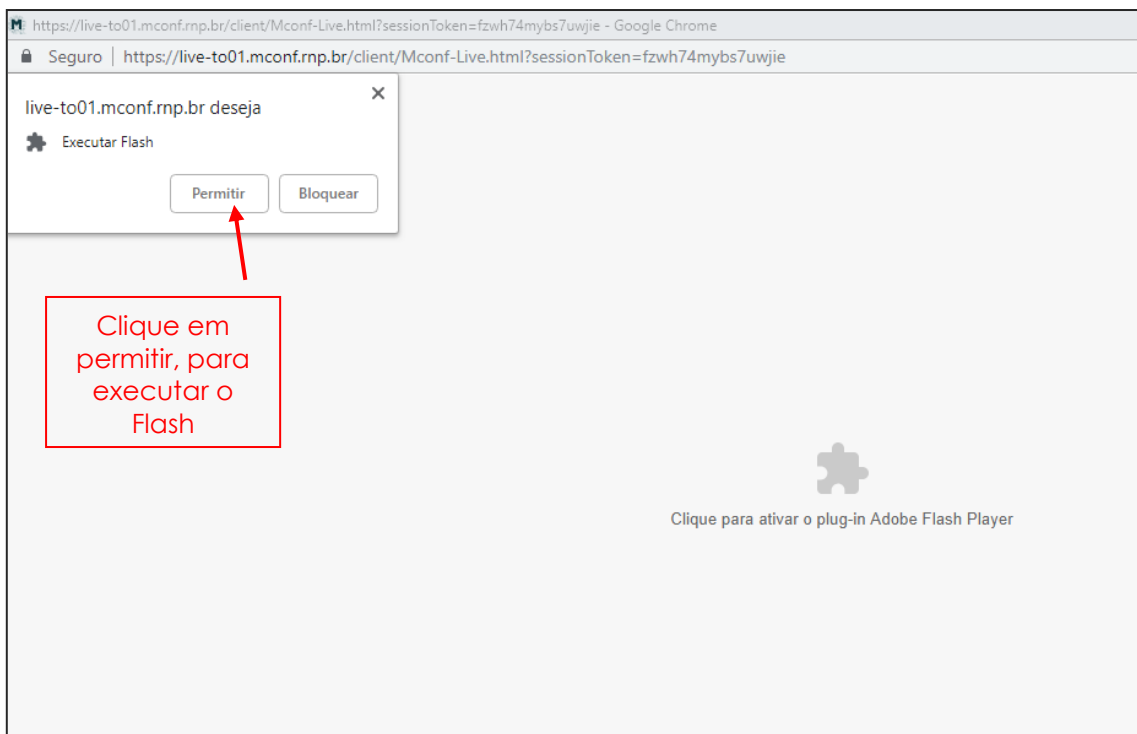 M https://live-to01.mconf.rnp.br/client/Mconf-Live.html?sessionToken=fzwh74mybs7uwjie - Google Chrome
Seguro | https://live-to01.mconf.rnp.br/client/Mconf-Live.html?sessionToken=fzwh74mybs7uwjie
live-to01.mconf.rnp.br deseja
Executar Flash
Permitir Bloquear
Clique em
permitir, para
executar o
Flash
Clique para ativar o plug-in Adobe Flash Player